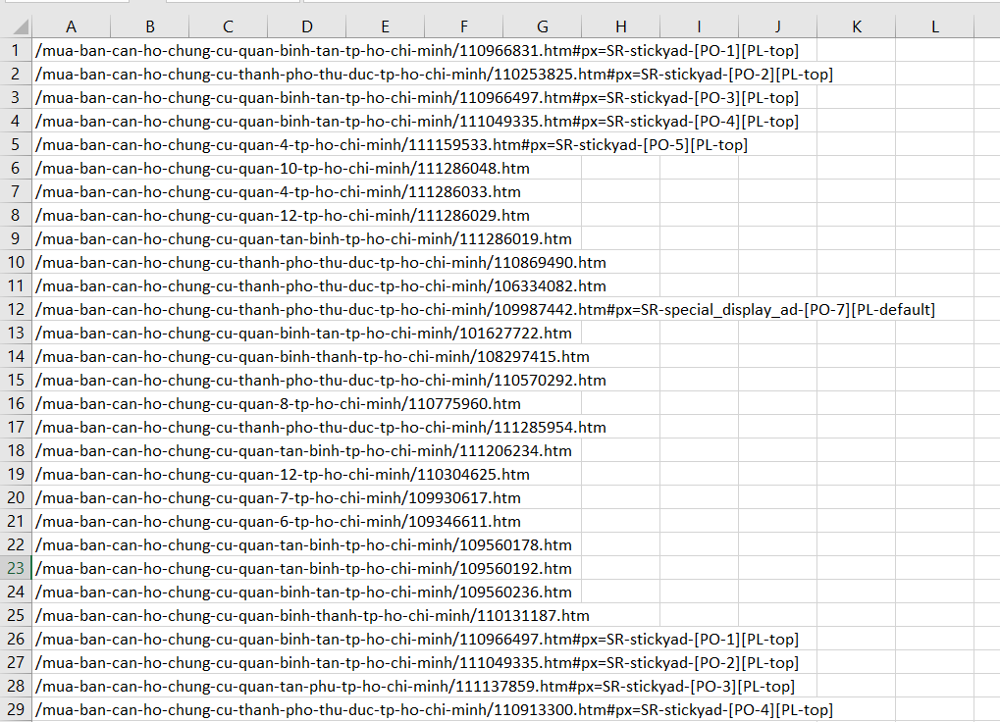 A B C D E F G H I J K L
1 /mua-ban-can-ho-chung-cu-quan-binh-tan-tp-ho-chi-minh/110966831.htm#px=SR-stickyad-[PO-1][PL-top]
2 /mua-ban-can-ho-chung-cu-thanh-pho-thu-duc-tp-ho-chi-minh/110253825.htm#px=SR-stickyad-[PO-2][PL-top]
3 /mua-ban-can-ho-chung-cu-quan-binh-tan-tp-ho-chi-minh/110966497.htm#px=SR-stickyad-[PO-3][PL-top]
4 /mua-ban-can-ho-chung-cu-quan-binh-tan-tp-ho-chi-minh/111049335.htm#px=SR-stickyad-[PO-4][PL-top]
5 /mua-ban-can-ho-chung-cu-quan-4-tp-ho-chi-minh/111159533.htm#px=SR-stickyad-[PO-5][PL-top]
6 /mua-ban-can-ho-chung-cu-quan-10-tp-ho-chi-minh/111286048.htm
7 /mua-ban-can-ho-chung-cu-quan-4-tp-ho-chi-minh/111286033.htm
8 /mua-ban-can-ho-chung-cu-quan-12-tp-ho-chi-minh/111286029.htm
9 /mua-ban-can-ho-chung-cu-quan-tan-binh-tp-ho-chi-minh/111286019.htm
10 /mua-ban-can-ho-chung-cu-thanh-pho-thu-duc-tp-ho-chi-minh/110869490.htm
11 /mua-ban-can-ho-chung-cu-thanh-pho-thu-duc-tp-ho-chi-minh/106334082.htm
12 /mua-ban-can-ho-chung-cu-thanh-pho-thu-duc-tp-ho-chi-minh/109987442.htm#px=SR-special_display_ad-[PO-7][PL-default]
13 /mua-ban-can-ho-chung-cu-quan-binh-tan-tp-ho-chi-minh/101627722.htm
14 /mua-ban-can-ho-chung-cu-quan-binh-thanh-tp-ho-chi-minh/108297415.htm
15 /mua-ban-can-ho-chung-cu-thanh-pho-thu-duc-tp-ho-chi-minh/110570292.htm
16 /mua-ban-can-ho-chung-cu-quan-8-tp-ho-chi-minh/110775960.htm
17 /mua-ban-can-ho-chung-cu-thanh-pho-thu-duc-tp-ho-chi-minh/111285954.htm
18 /mua-ban-can-ho-chung-cu-quan-tan-binh-tp-ho-chi-minh/111206234.htm
19 /mua-ban-can-ho-chung-cu-quan-12-tp-ho-chi-minh/110304625.htm
20 /mua-ban-can-ho-chung-cu-quan-7-tp-ho-chi-minh/109930617.htm
21 /mua-ban-can-ho-chung-cu-quan-6-tp-ho-chi-minh/109346611.htm
22 /mua-ban-can-ho-chung-cu-quan-tan-binh-tp-ho-chi-minh/109560178.htm
23 /mua-ban-can-ho-chung-cu-quan-tan-binh-tp-ho-chi-minh/109560192.htm
24 /mua-ban-can-ho-chung-cu-quan-binh-tan-tp-ho-chi-minh/109560236.htm
25 /mua-ban-can-ho-chung-cu-quan-binh-thanh-tp-ho-chi-minh/110131187.htm
26 /mua-ban-can-ho-chung-cu-quan-binh-tan-tp-ho-chi-minh/110966497.htm#px=SR-stickyad-[PO-1][PL-top]
27 /mua-ban-can-ho-chung-cu-quan-binh-tan-tp-ho-chi-minh/111049335.htm#px=SR-stickyad-[PO-2][PL-top]
28 /mua-ban-can-ho-chung-cu-quan-tan-phu-tp-ho-chi-minh/111137859.htm#px=SR-stickyad-[PO-3][PL-top]
29 /mua-ban-can-ho-chung-cu-thanh-pho-thu-duc-tp-ho-chi-minh/110913300.htm#px=SR-stickyad-[PO-4][PL-top]